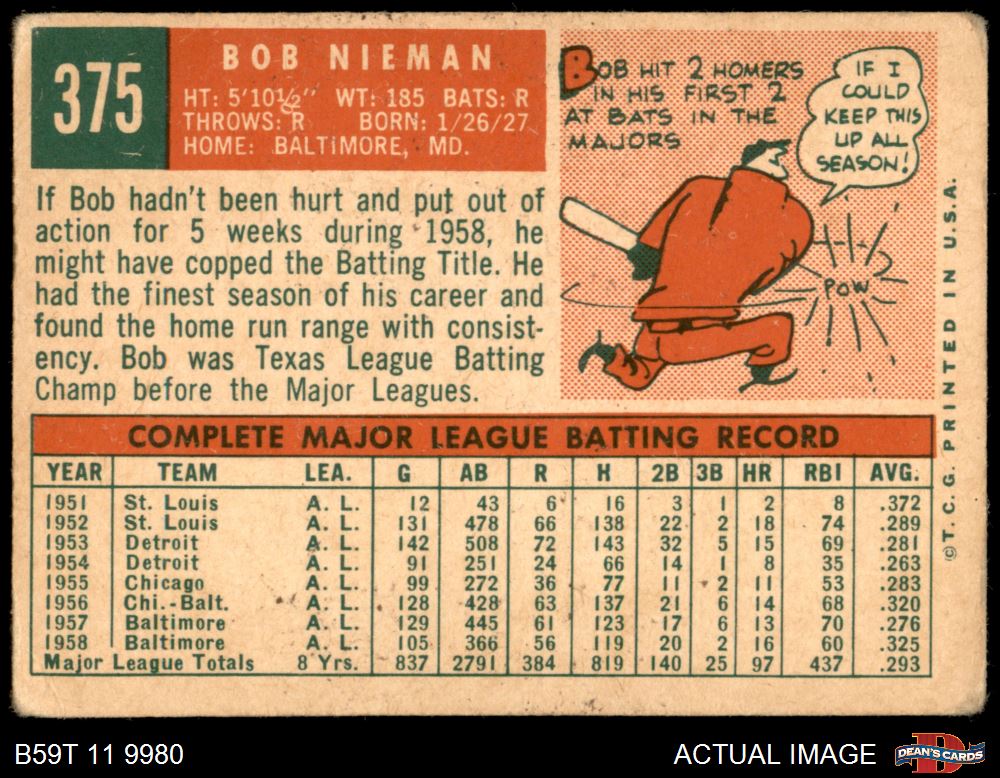 375
BOB NIEMAN
HT: 5'10½" WT: 185 BATS: R
THROWS: R BORN: 1/26/27
HOME: BALTIMORE, MD.
BOB HIT 2 HOMERS
IN HIS FIRST 2
AT BATS IN THE
MAJORS
IF I
COULD
KEEP THIS
UP ALL
SEASON!
POW
If Bob hadn't been hurt and put out of
action for 5 weeks during 1958, he
might have copped the Batting Title. He
had the finest season of his career and
found the home run range with consist-
ency. Bob was Texas League Batting
Champ before the Major Leagues.
COMPLETE MAJOR LEAGUE BATTING RECORD
YEAR TEAM LEA. G AB R H 2B 3B HR RBI AVG.
1951 St. Louis A. L. 12 43 6 16 3 1 2 8 .372
1952 St. Louis A. L. 131 478 66 138 22 2 18 74 .289
1953 Detroit A. L. 142 508 72 143 32 5 15 69 .281
1954 Detroit A. L. 91 251 24 66 14 1 8 35 .263
1955 Chicago A. L. 99 272 36 77 11 2 11 53 .283
1956 Chi.-Balt. A. L. 128 428 63 137 21 6 14 68 .320
1957 Baltimore A. L. 129 445 61 123 17 6 13 70 .276
1958 Baltimore A. L. 105 366 56 119 20 2 16 60 .325
Major League Totals 8 Yrs. 837 2791 384 819 140 25 97 437 .293
©T. C. G. PRINTED IN U.S.A.
B59T 11 9980
ACTUAL IMAGE
DEAN'S CARDS